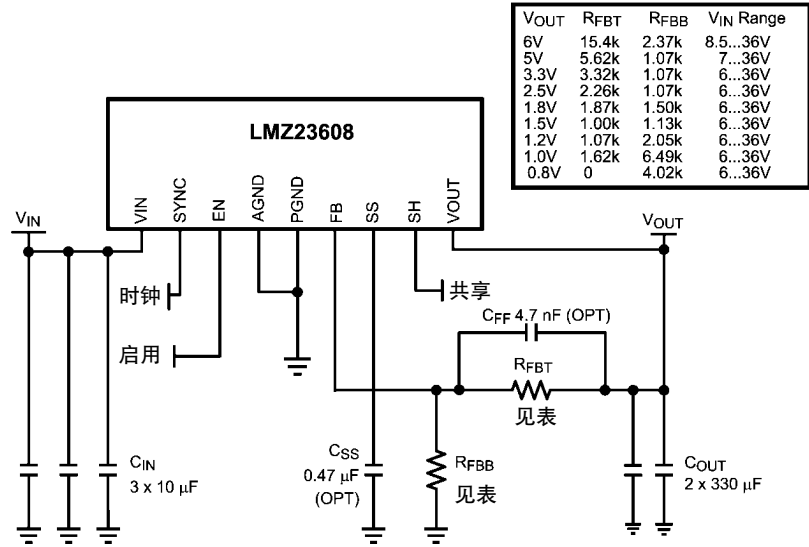 VOUT RFBT RFBB VIN Range
6V 15.4k 2.37k 8.5...36V
5V 5.62k 1.07k 7...36V
3.3V 3.32k 1.07k 6...36V
2.5V 2.26k 1.07k 6...36V
1.8V 1.87k 1.50k 6...36V
1.5V 1.00k 1.13k 6...36V
1.2V 1.07k 2.05k 6...36V
1.0V 1.62k 6.49k 6...36V
0.8V 0 4.02k 6...36V
LMZ23608
VIN
SYNC
EN
AGND
PGND
FB
SS
SH
VOUT
VIN
VOUT
时钟
共享
启用
CFF 4.7 nF (OPT)
RFBT
见表
CIN
3 x 10 μF
CSS
0.47 μF
(OPT)
RFBB
见表
COUT
2 x 330 μF